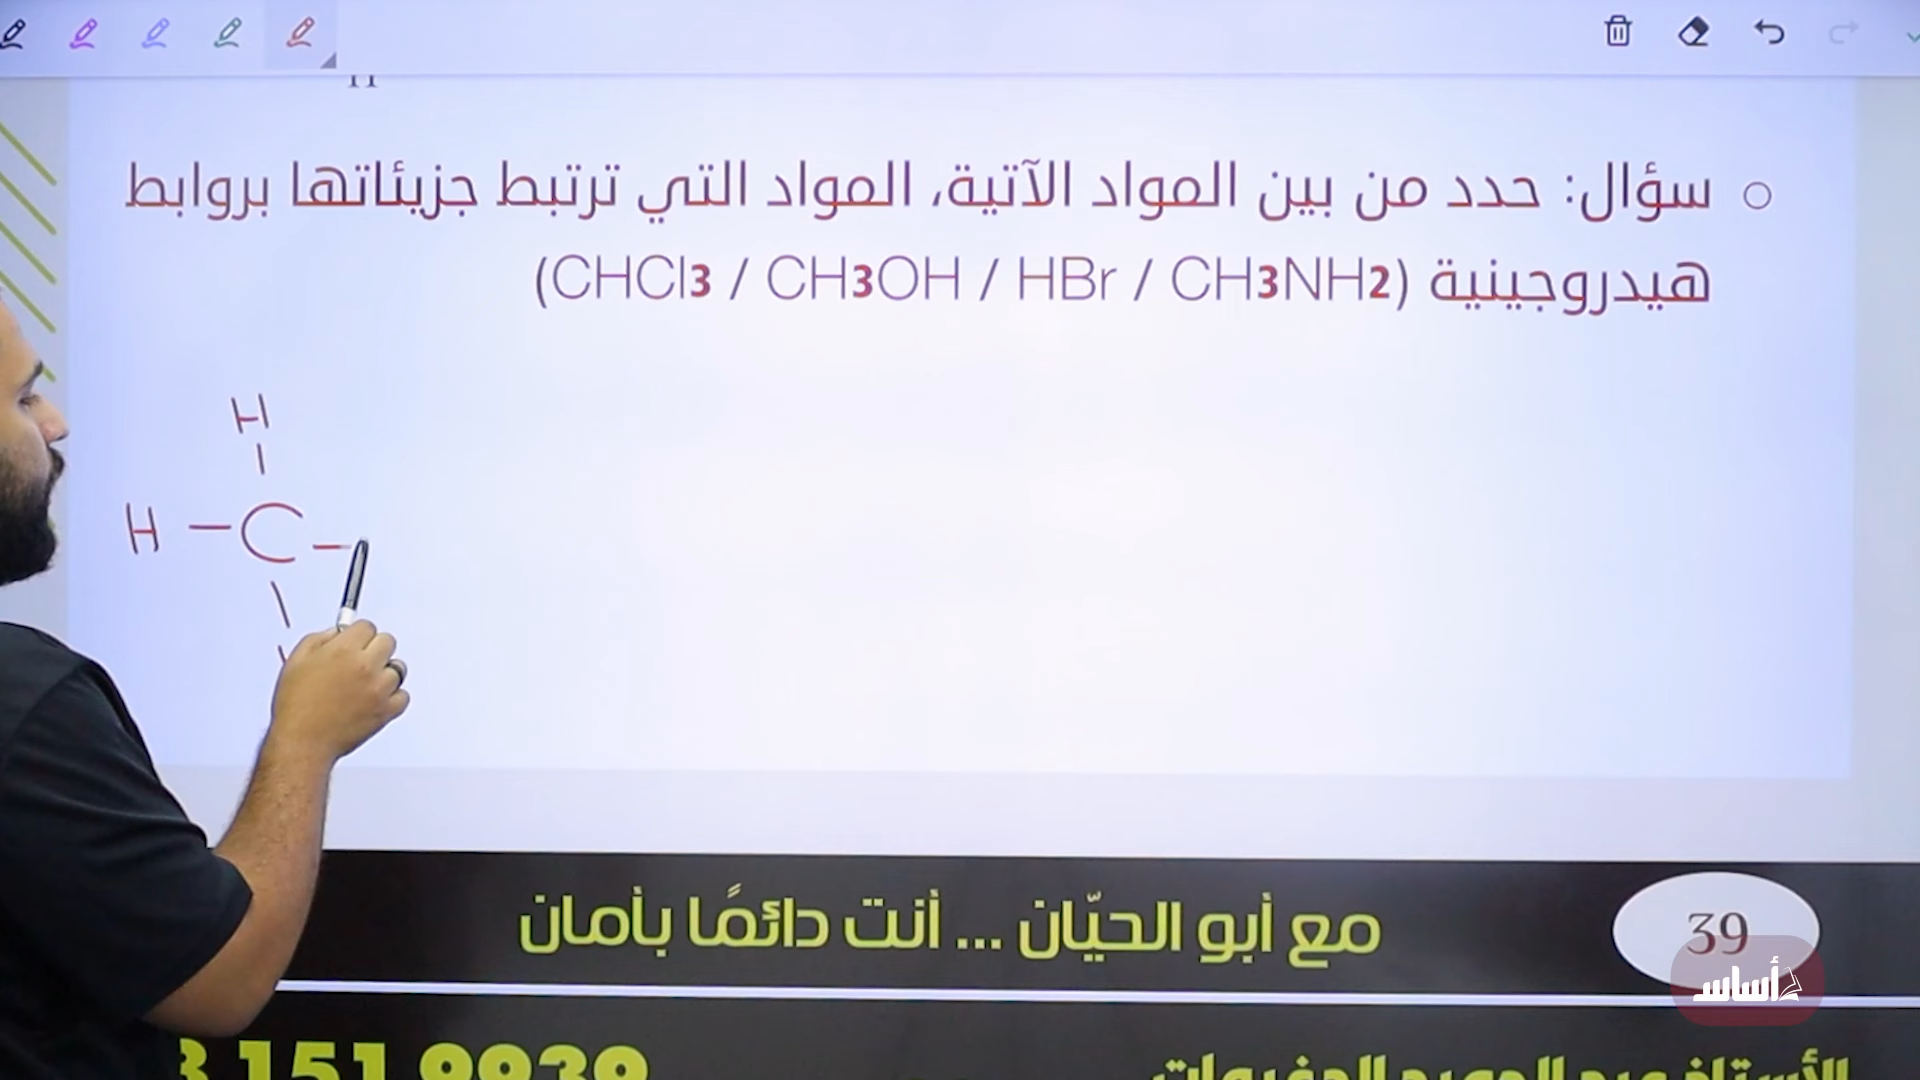 سؤال: حدد من بين المواد الآتية، المواد التي ترتبط جزيئاتها بروابط
هيدروجينية (CHCl3 / CH3OH / HBr / CH3NH2)
H
H – C –
مع أبو الحيّان ... أنت دائمًا بأمان
39
أساس